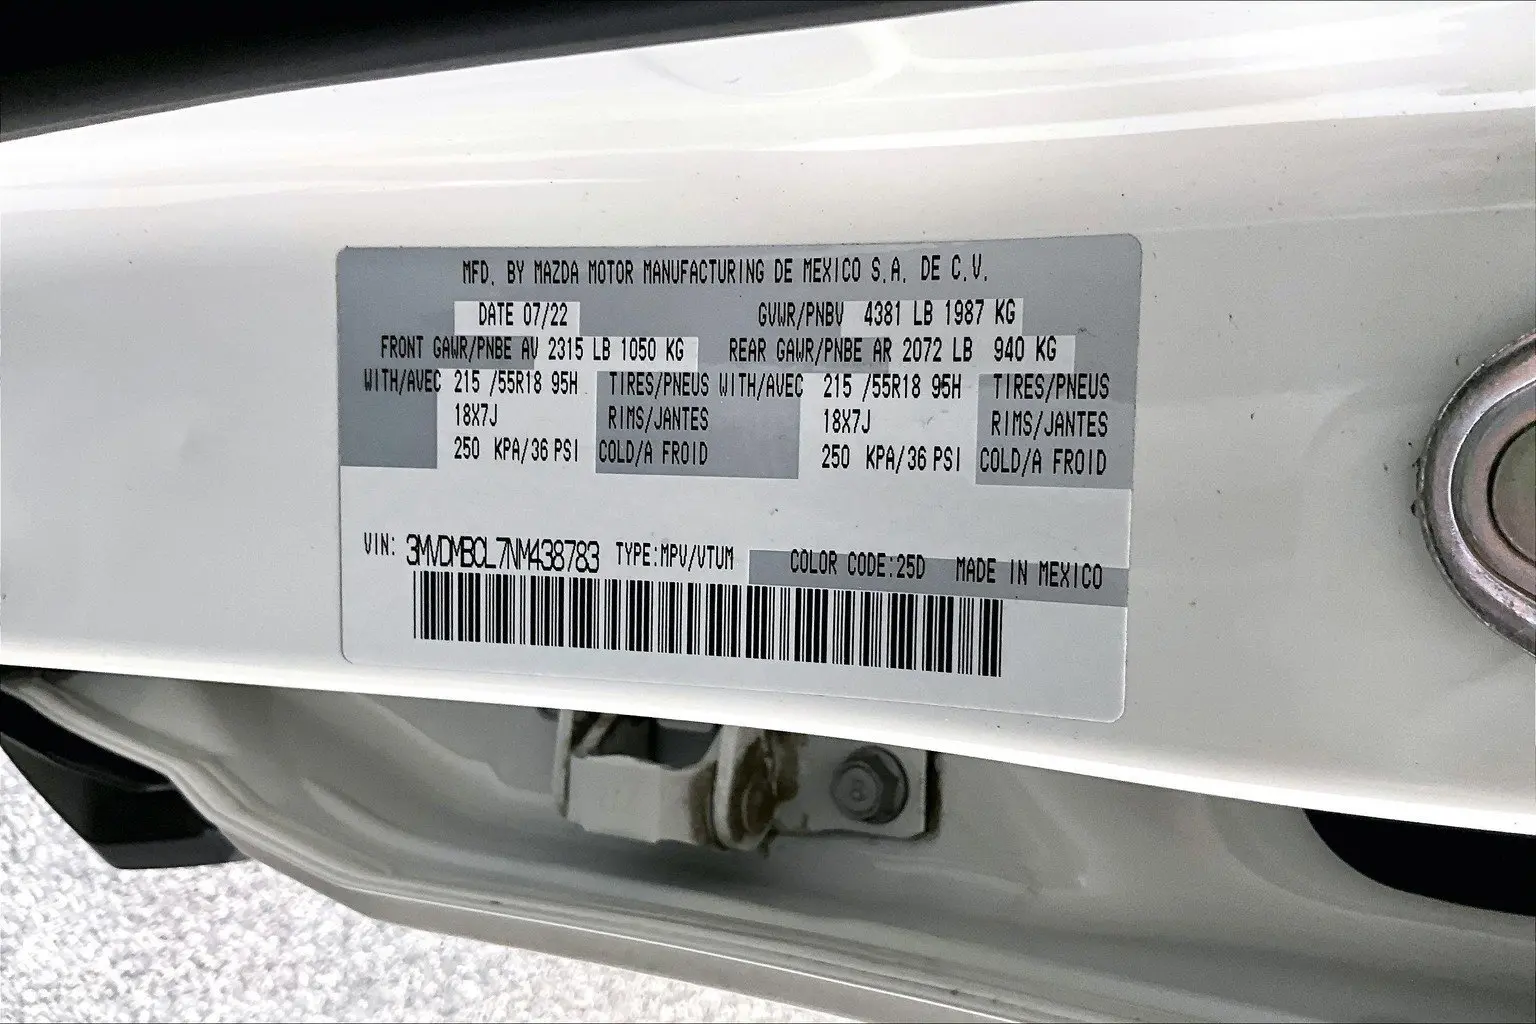 MFD. BY MAZDA MOTOR MANUFACTURING DE MEXICO S.A. DE C.V.
DATE 07/22 GVWR/PNBV 4381 LB 1987 KG
FRONT GAWR/PNBE AV 2315 LB 1050 KG REAR GAWR/PNBE AR 2072 LB 940 KG
WITH/AVEC 215 /55R18 95H TIRES/PNEUS WITH/AVEC 215 /55R18 95H TIRES/PNEUS
18X7J RIMS/JANTES 18X7J RIMS/JANTES
250 KPA/36 PSI COLD/A FROID 250 KPA/36 PSI COLD/A FROID
VIN: 3MVDMBCL7NM438783 TYPE:MPV/VTUM COLOR CODE:25D MADE IN MEXICO
8